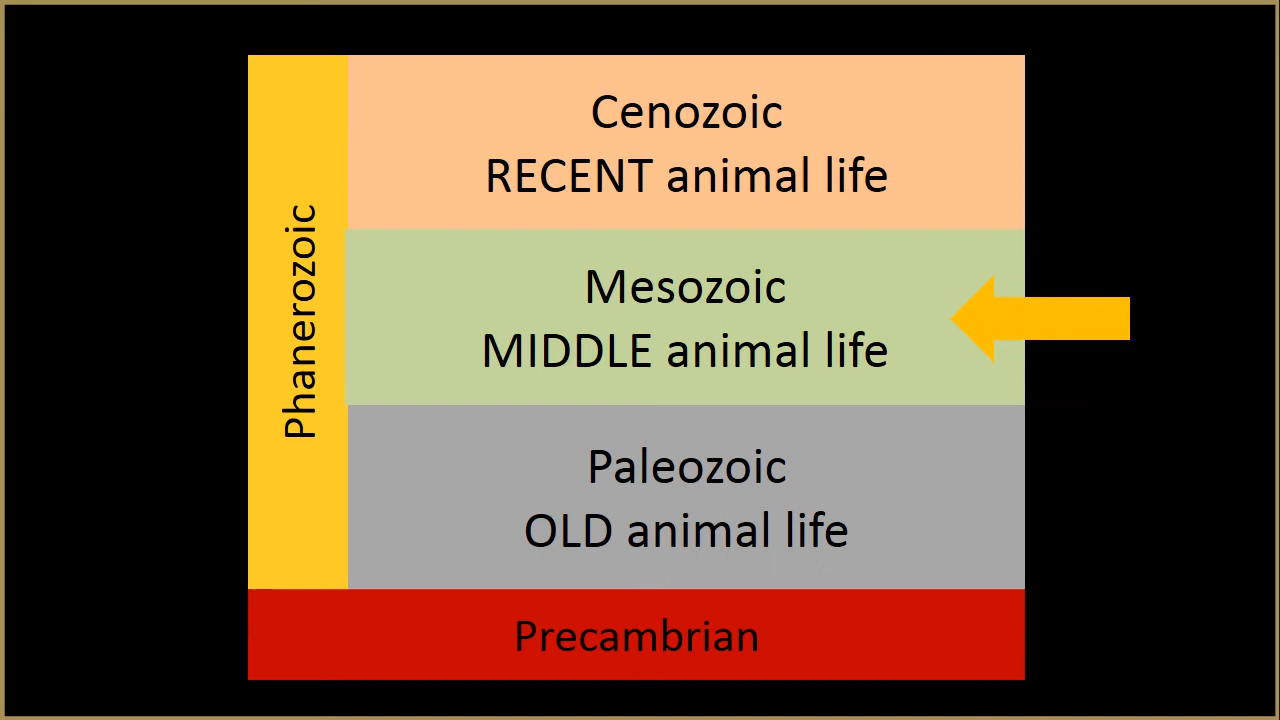 Cenozoic
RECENT animal life
Phanerozoic
Mesozoic
MIDDLE animal life
Paleozoic
OLD animal life
Precambrian